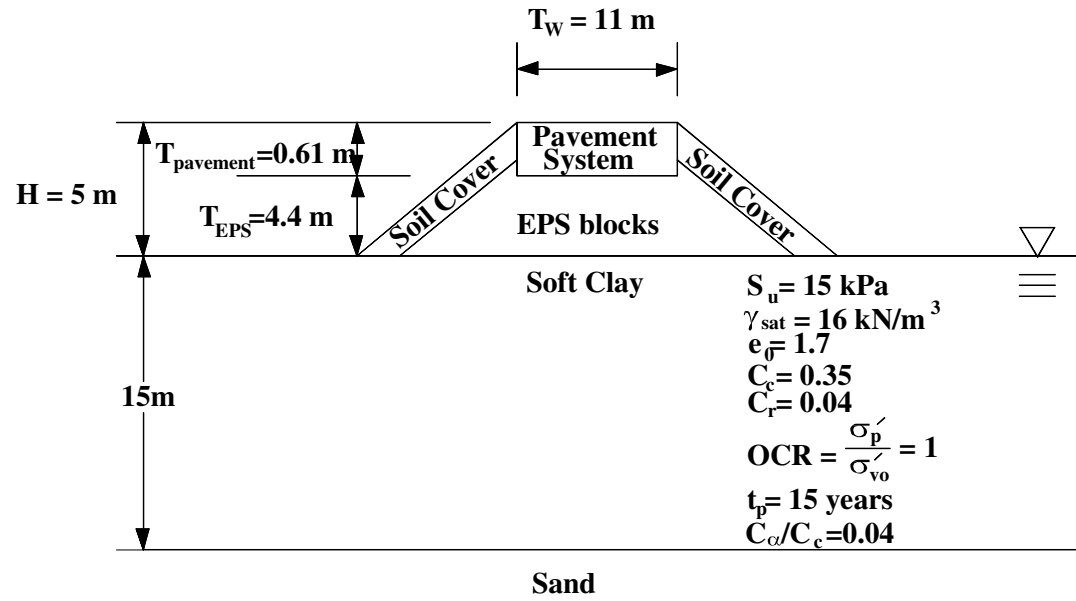 T_W = 11 m
Pavement
System
T_pavement=0.61 m
H = 5 m
T_EPS=4.4 m
Soil Cover
Soil Cover
EPS blocks
Soft Clay
S_u= 15 kPa
γ_sat = 16 kN/m^3
e_0= 1.7
C_c= 0.35
C_r= 0.04
15m
OCR = σ_p′ / σ_vo′ = 1
t_p= 15 years
C_α/C_c=0.04
Sand